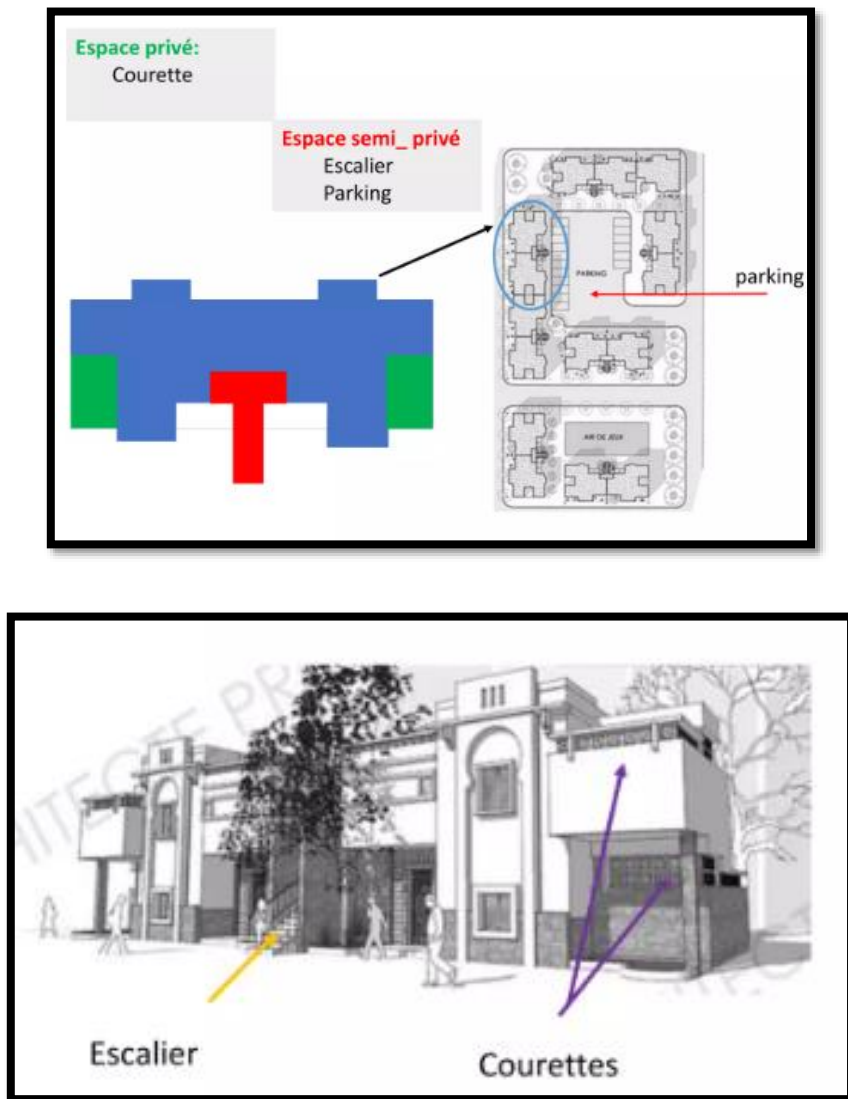 Espace privé:
Courette
Espace semi_ privé
Escalier
Parking
PARKING
parking
AIR DE JEUX
Escalier
Courettes